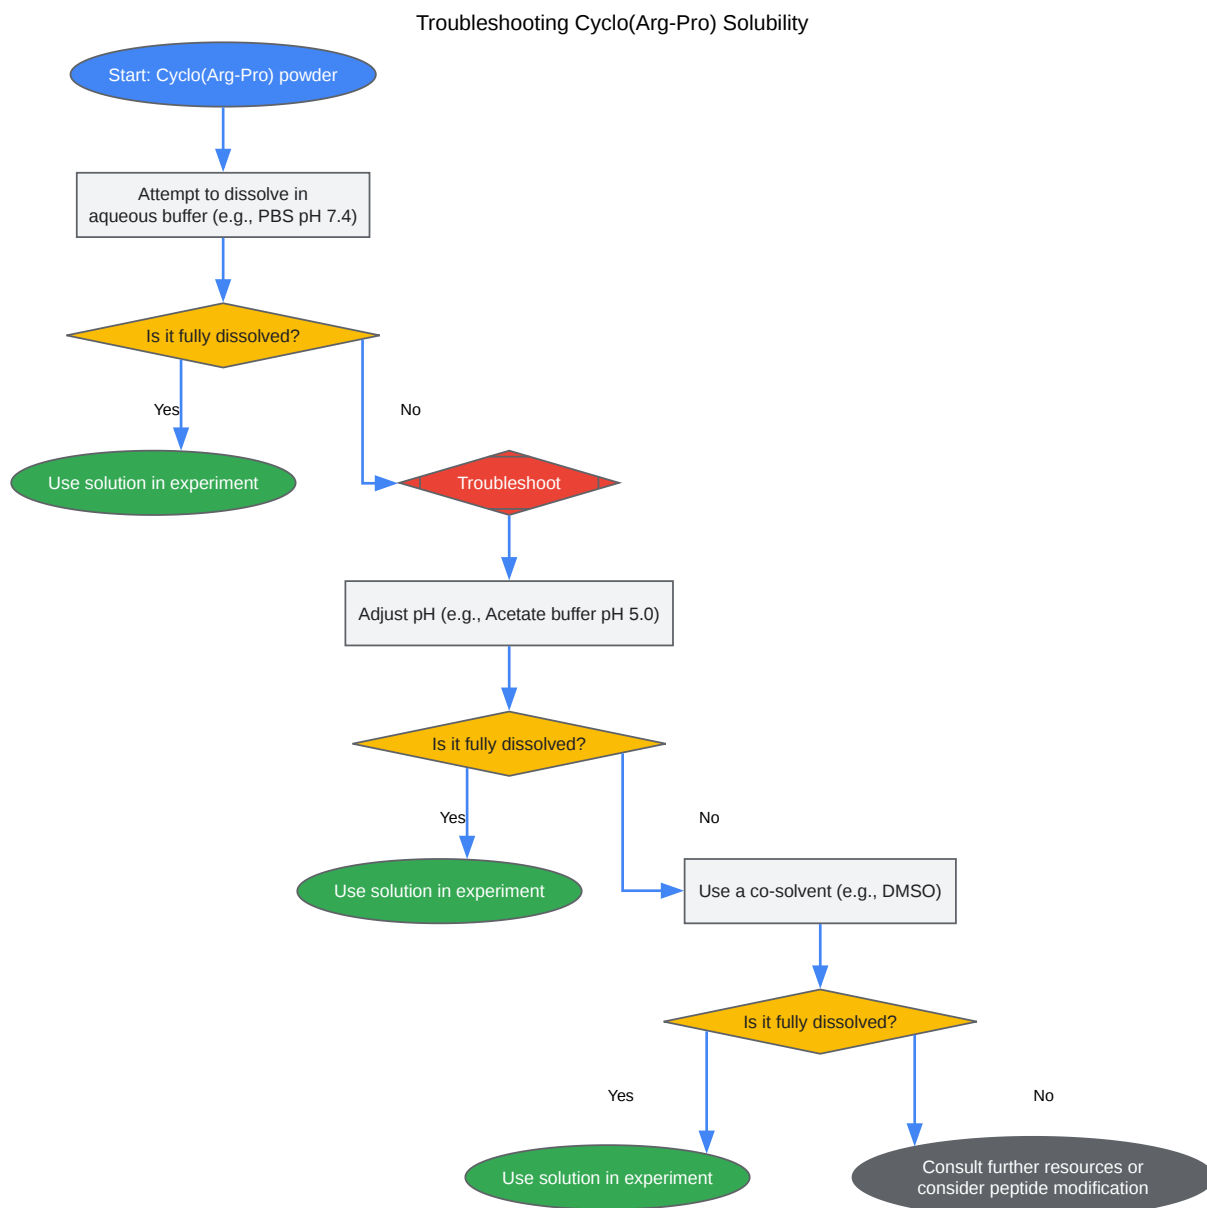 Troubleshooting Cyclo(Arg-Pro) Solubility
Start: Cyclo(Arg-Pro) powder
Attempt to dissolve in
aqueous buffer (e.g., PBS pH 7.4)
Is it fully dissolved?
Yes
No
Use solution in experiment
Troubleshoot
Adjust pH (e.g., Acetate buffer pH 5.0)
Is it fully dissolved?
Yes
No
Use solution in experiment
Use a co-solvent (e.g., DMSO)
Is it fully dissolved?
Yes
No
Use solution in experiment
Consult further resources or
consider peptide modification